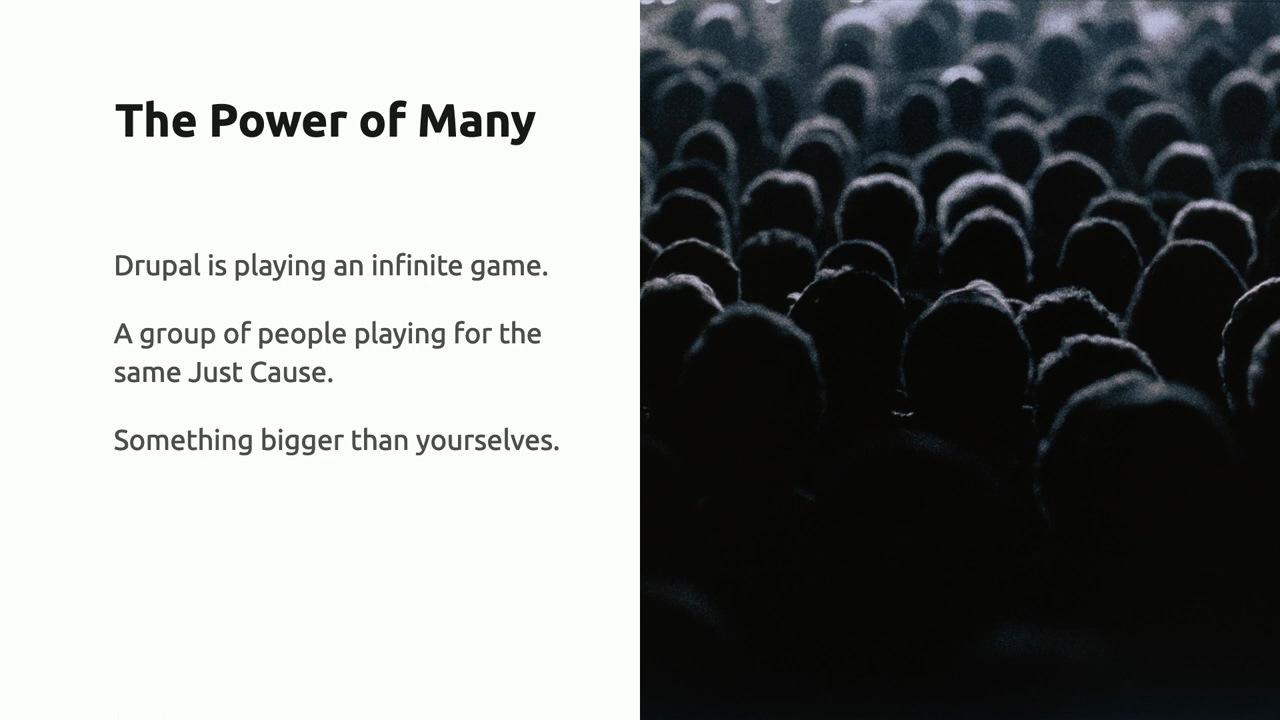 The Power of Many
Drupal is playing an infinite game.
A group of people playing for the
same Just Cause.
Something bigger than yourselves.